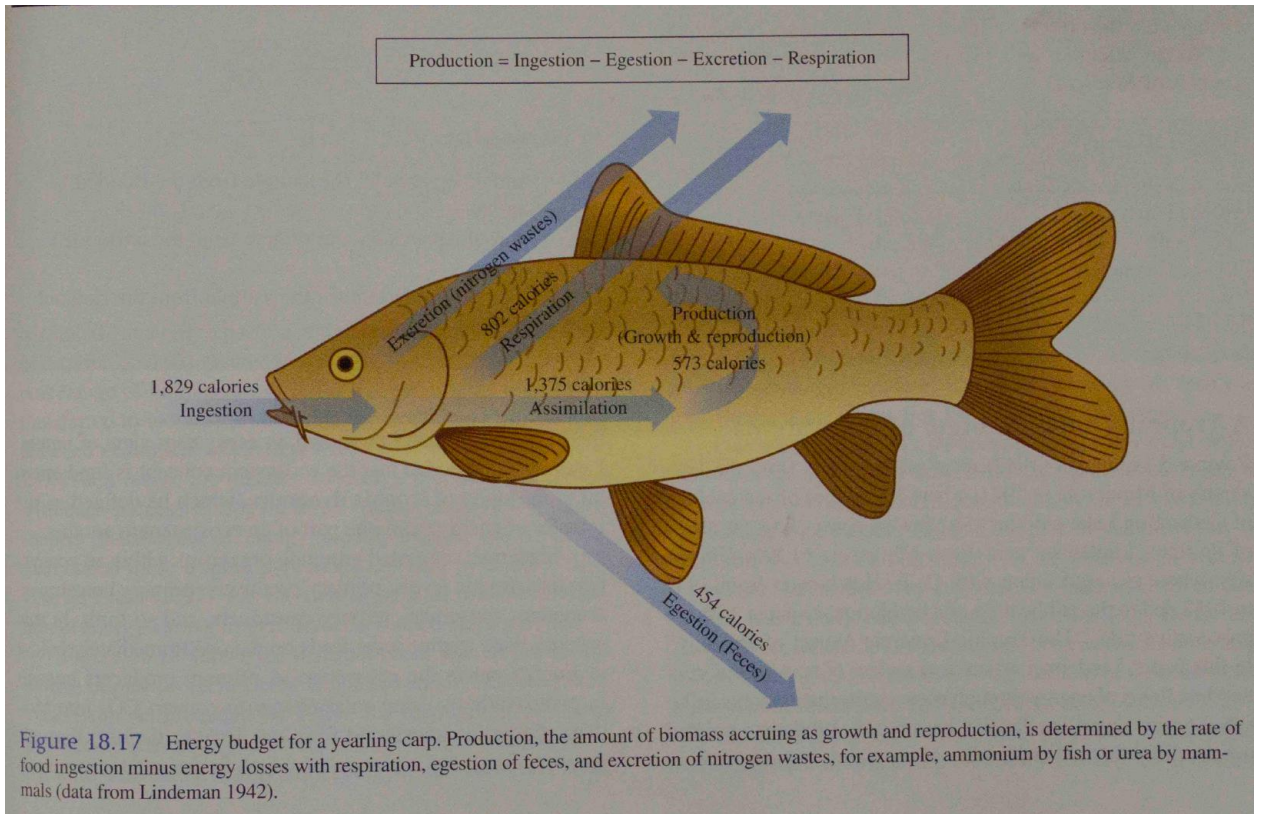 Production = Ingestion – Egestion – Excretion – Respiration
Excretion (nitrogen wastes)
802 calories
Respiration
Production
(Growth & reproduction)
573 calories
1,829 calories
Ingestion
1,375 calories
Assimilation
454 calories
Egestion (Feces)
Figure 18.17 Energy budget for a yearling carp. Production, the amount of biomass accruing as growth and reproduction, is determined by the rate of
food ingestion minus energy losses with respiration, egestion of feces, and excretion of nitrogen wastes, for example, ammonium by fish or urea by mam-
mals (data from Lindeman 1942).